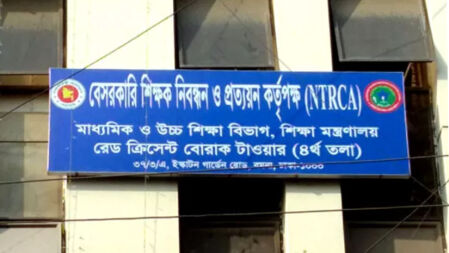 বেসরকারি শিক্ষক নিবন্ধন ও প্রত্যয়ন কর্তৃপক্ষ (NTRCA)
মাধ্যমিক ও উচ্চ শিক্ষা বিভাগ, শিক্ষা মন্ত্রণালয়
রেড ক্রিসেন্ট বোরাক টাওয়ার (৪র্থ তলা)
৩৭/৩/এ, ইস্কাটন গার্ডেন রোড, রমনা, ঢাকা-১০০০